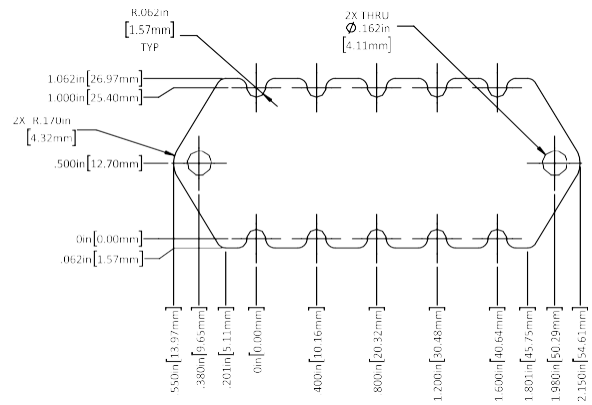 R.062in
[1.57mm]
TYP
2X THRU
Ø.162in
[4.11mm]
1.062in[26.97mm]
1.000in[25.40mm]
2X R.170in
[4.32mm]
.500in[12.70mm]
0in[0.00mm]
.062in[1.57mm]
550in[13.97mm]
.380in[9.65mm]
.201in[5.11mm]
0in[0.00mm]
400in[10.16mm]
800in[20.32mm]
1.200in[30.48mm]
1.600in[40.64mm]
1.801in[45.75mm]
1.980in[50.29mm]
2.150in[54.61mm]